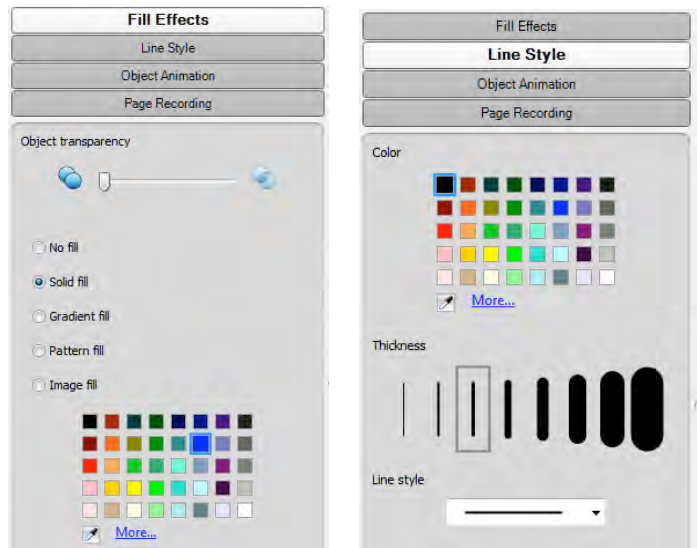 Fill Effects
Line Style
Object Animation
Page Recording
Object transparency
No fill
Solid fill
Gradient fill
Pattern fill
Image fill
More...
Fill Effects
Line Style
Object Animation
Page Recording
Color
More...
Thickness
Line style